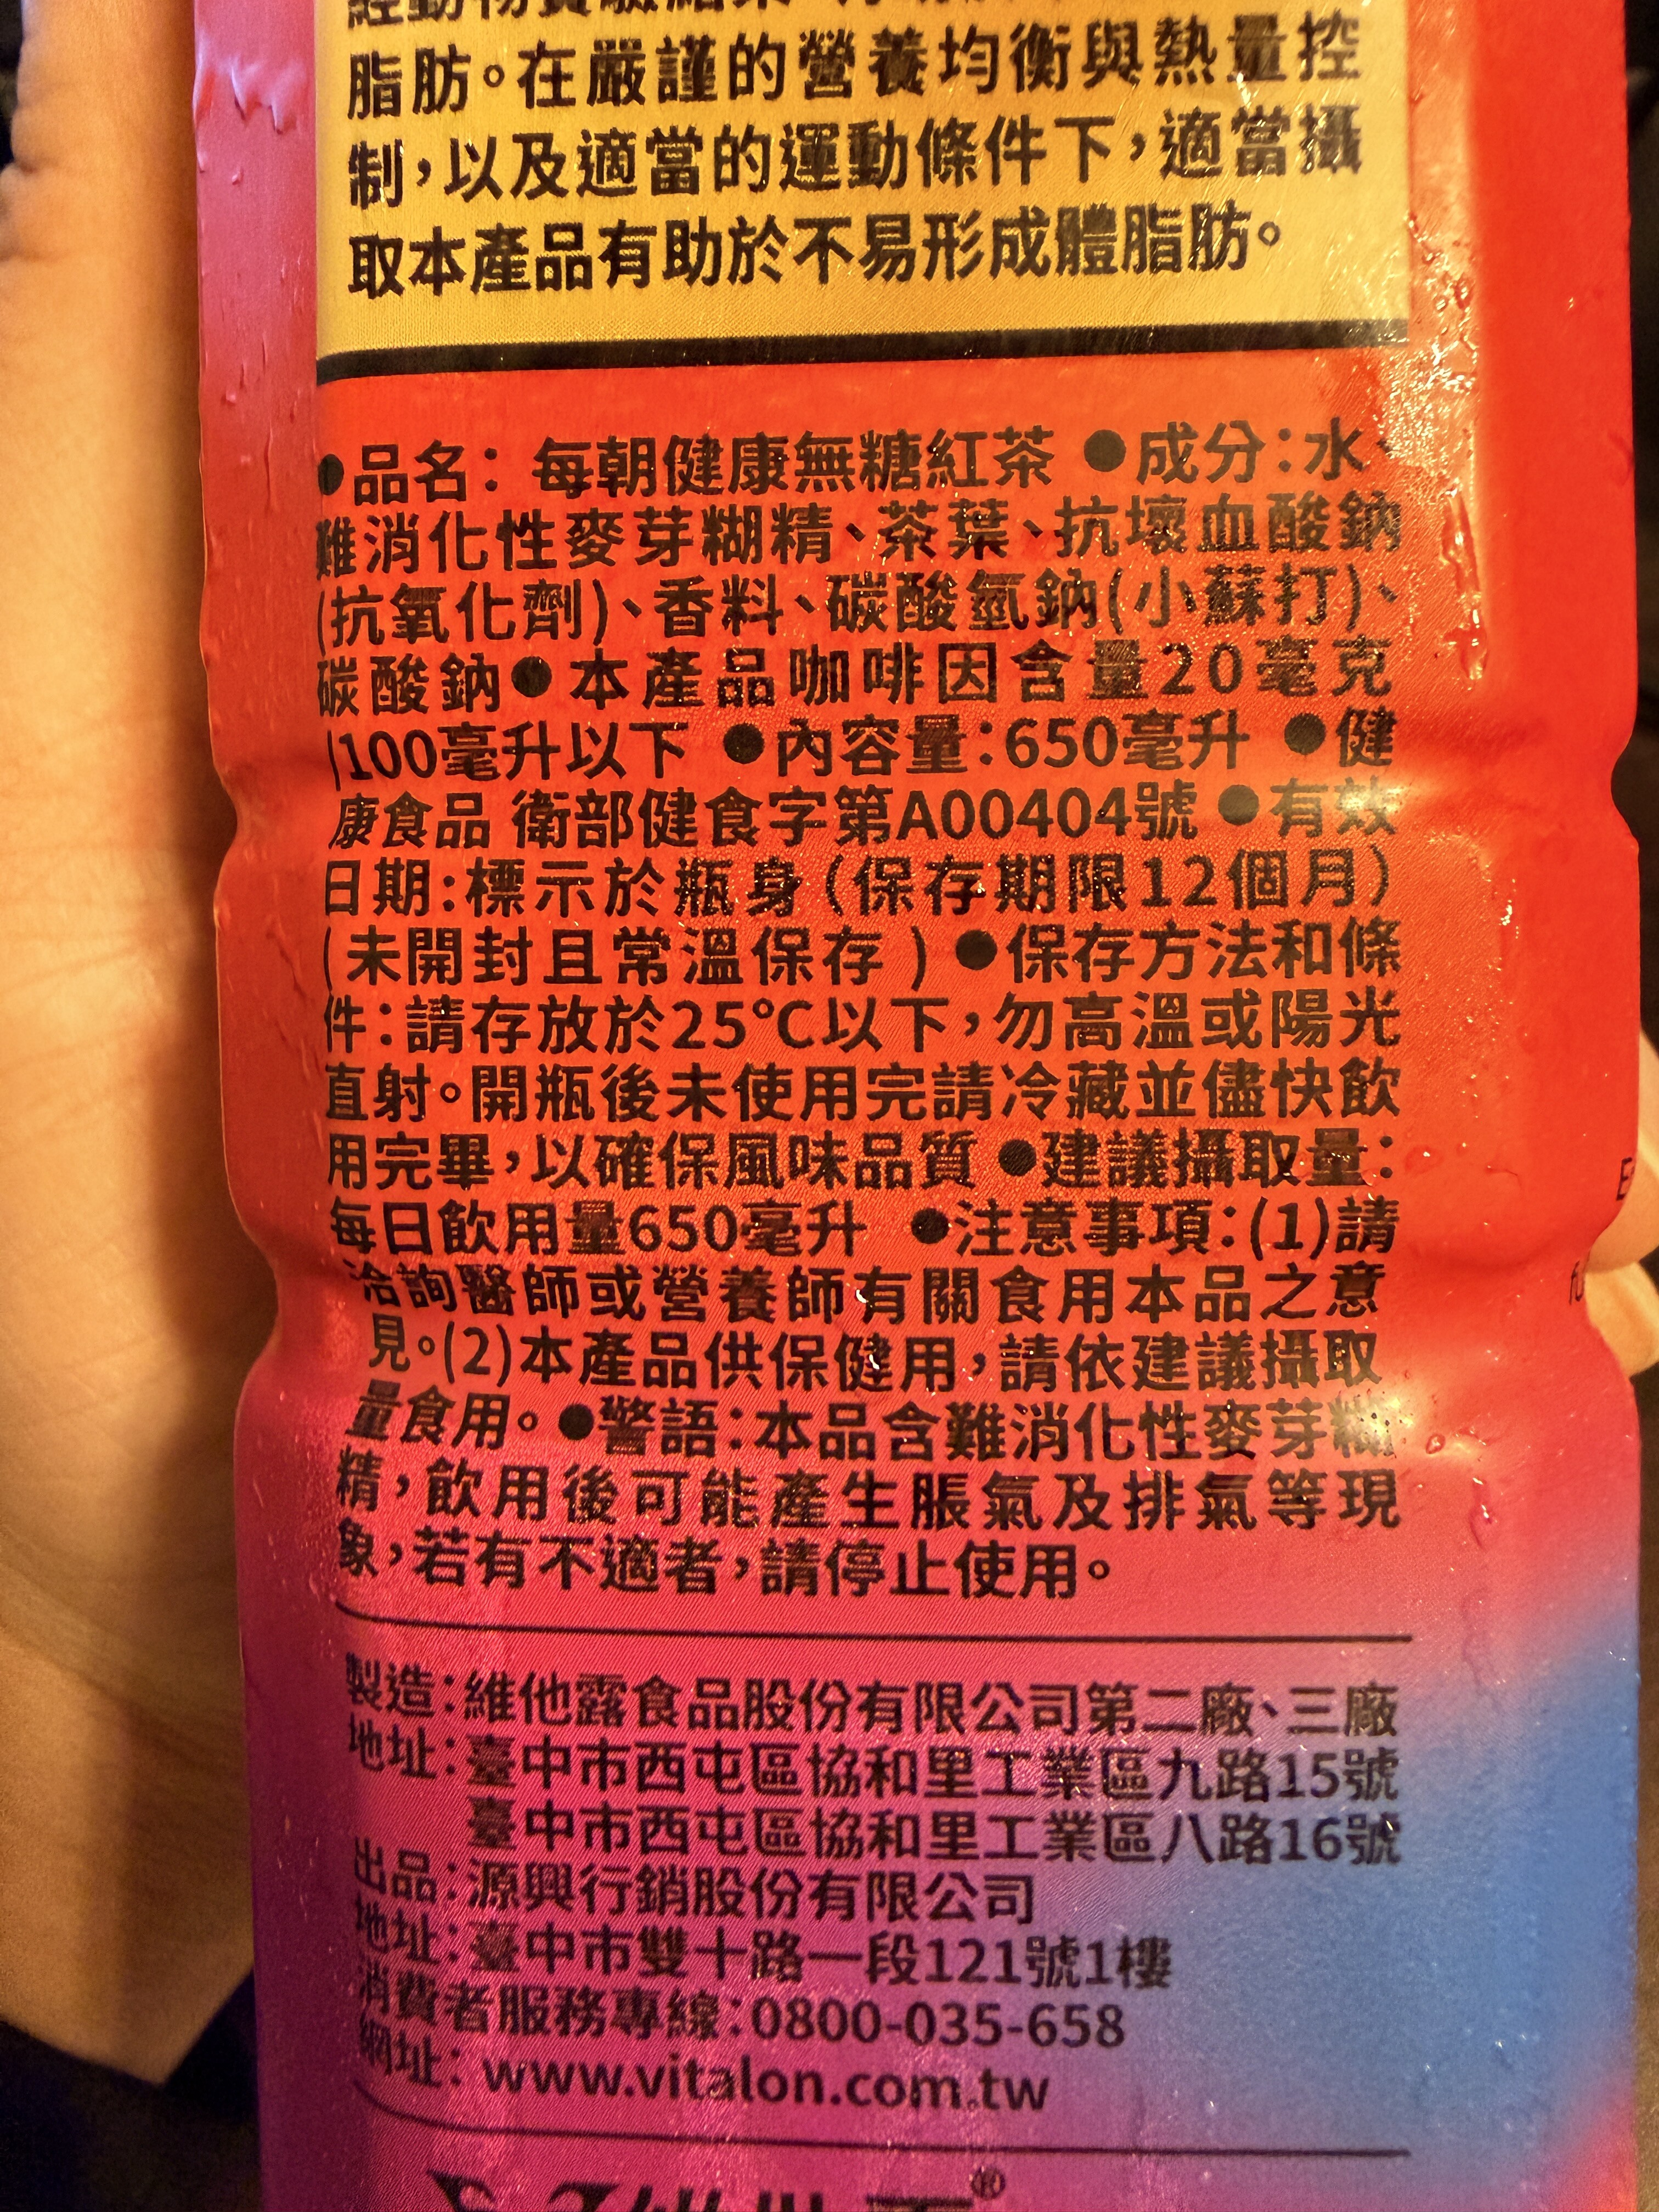 經動物實驗結果
脂肪。在嚴謹的營養均衡與熱量控
制，以及適當的運動條件下，適當攝
取本產品有助於不易形成體脂肪。
●品名：每朝健康無糖紅茶 ●成分：水、
難消化性麥芽糊精、茶葉、抗壞血酸鈉
(抗氧化劑)、香料、碳酸氫鈉(小蘇打)、
碳酸鈉●本產品咖啡因含量20毫克
/100毫升以下 ●內容量：650毫升 ●健
康食品 衛部健食字第A00404號 ●有效
日期：標示於瓶身（保存期限12個月）
(未開封且常溫保存) ●保存方法和條
件：請存放於25℃以下，勿高溫或陽光
直射。開瓶後未使用完請冷藏並儘快飲
用完畢，以確保風味品質 ●建議攝取量：
每日飲用量650毫升 ●注意事項：(1)請
洽詢醫師或營養師有關食用本品之意
見。(2)本產品供保健用，請依建議攝取
量食用。●警語：本品含難消化性麥芽糊
精，飲用後可能產生脹氣及排氣等現
象，若有不適者，請停止使用。
製造：維他露食品股份有限公司第二廠、三廠
地址：臺中市西屯區協和里工業區九路15號
臺中市西屯區協和里工業區八路16號
出品：源興行銷股份有限公司
地址：臺中市雙十路一段121號1樓
消費者服務專線：0800-035-658
網址：www.vitalon.com.tw